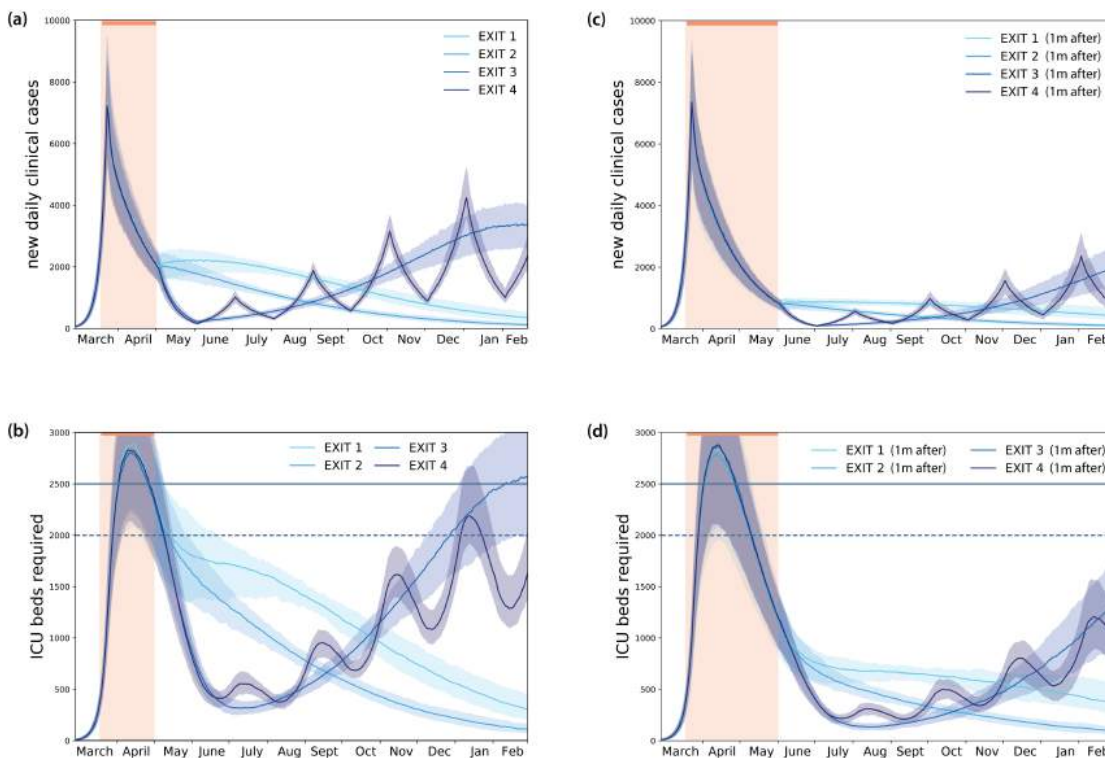 (a)
new daily clinical cases
10000
8000
6000
4000
2000
0
EXIT 1
EXIT 2
EXIT 3
EXIT 4
March April May June July Aug Sept Oct Nov Dec Jan Feb
(c)
new daily clinical cases
10000
8000
6000
4000
2000
0
EXIT 1 (1m after)
EXIT 2 (1m after)
EXIT 3 (1m after)
EXIT 4 (1m after)
March April May June July Aug Sept Oct Nov Dec Jan Feb
(b)
ICU beds required
3000
2500
2000
1500
1000
500
0
EXIT 1 EXIT 3
EXIT 2 EXIT 4
March April May June July Aug Sept Oct Nov Dec Jan Feb
(d)
ICU beds required
3000
2500
2000
1500
1000
500
0
EXIT 1 (1m after) EXIT 3 (1m after)
EXIT 2 (1m after) EXIT 4 (1m after)
March April May June July Aug Sept Oct Nov Dec Jan Feb